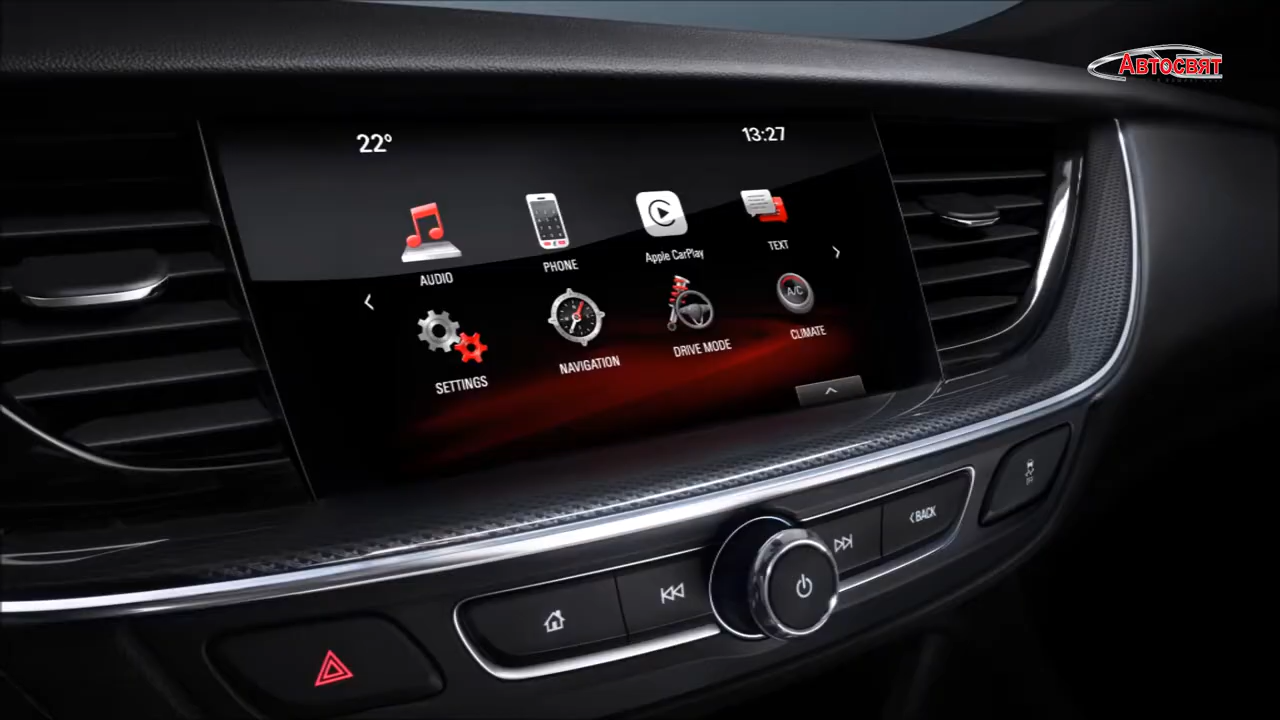 АВТОСВЯТ
22°
13:27
AUDIO
PHONE
Apple CarPlay
TEXT
SETTINGS
NAVIGATION
DRIVE MODE
A/C
CLIMATE
BACK